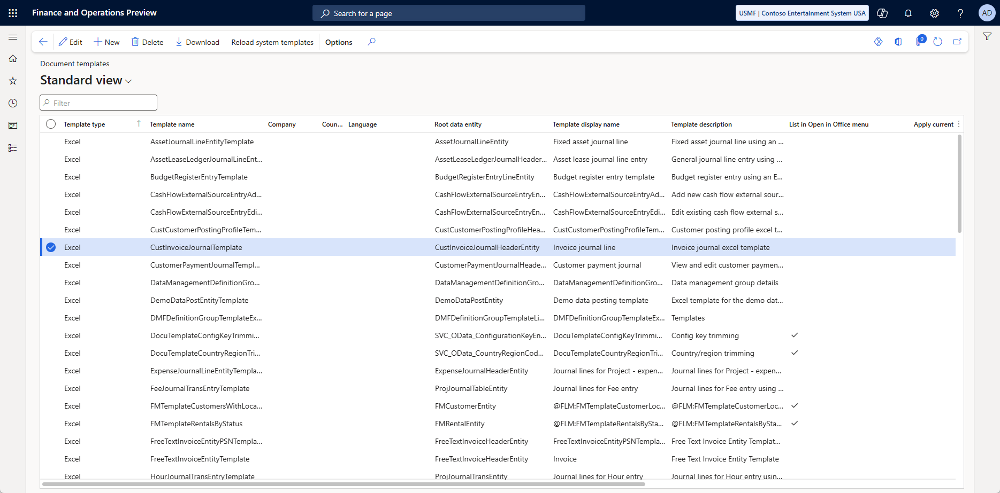 Finance and Operations Preview
Search for a page
USMF | Contoso Entertainment System USA
AD
Edit
New
Delete
Download
Reload system templates
Options
0
Document templates
Standard view
Filter
Template type Template name Company Coun... Language Root data entity Template display name Template description List in Open in Office menu Apply current
Excel AssetJournalLineEntityTemplate AssetJournalLineEntity Fixed asset journal line Fixed asset journal line using an ...
Excel AssetLeaseLedgerJournalLineEnt... AssetLeaseLedgerJournalHeader... Asset lease journal line entry General journal line entry using ...
Excel BudgetRegisterEntryTemplate BudgetRegisterEntryLineEntity Budget register entry template Budget register entry using an E...
Excel CashFlowExternalSourceEntryAd... CashFlowExternalSourceEntryEn... CashFlowExternalSourceEntryAd... Add new cash flow external sour...
Excel CashFlowExternalSourceEntryEdi... CashFlowExternalSourceEntryEn... CashFlowExternalSourceEntryEdi... Edit existing cash flow external s...
Excel CustCustomerPostingProfileTem... CustCustomerPostingProfileHea... CustCustomerPostingProfileTem... Customer posting profile excel t...
Excel CustInvoiceJournalTemplate CustInvoiceJournalHeaderEntity Invoice journal line Invoice journal excel template
Excel CustomerPaymentJournalTempl... CustomerPaymentJournalHeade... Customer payment journal View and edit customer paymen...
Excel DataManagementDefinitionGro... DataManagementDefinitionGro... DataManagementDefinitionGro... Data management group details
Excel DemoDataPostEntityTemplate DemoDataPostEntity Demo data posting template Excel template for the demo dat...
Excel DMFDefinitionGroupTemplateEx... DMFDefinitionGroupTemplateLi... DMFDefinitionGroupTemplateEx... Templates
Excel DocuTemplateConfigKeyTrimmi... SVC_OData_ConfigurationKeyEn... DocuTemplateConfigKeyTrimmi... Config key trimming
Excel DocuTemplateCountryRegionTri... SVC_OData_CountryRegionCod... DocuTemplateCountryRegionTri... Country/region trimming
Excel ExpenseJournalLineEntityTempla... ExpenseJournalHeaderEntity Journal lines for Project - expen... Journal lines for Project - expen...
Excel FeeJournalTransEntryTemplate ProjJournalTableEntity Journal lines for Fee entry Journal lines for Fee entry using ...
Excel FMTemplateCustomersWithLoca... FMCustomerEntity @FLM:FMTemplateCustomerLoc... @FLM:FMTemplateCustomerLoc...
Excel FMTemplateRentalsByStatus FMRentalEntity @FLM:FMTemplateRentalsBySta... @FLM:FMTemplateRentalsBySta...
Excel FreeTextInvoiceEntityPSNTempla... FreeTextInvoiceHeaderEntity FreeTextInvoiceEntityPSNTempla... Free Text Invoice Entity Templat...
Excel FreeTextInvoiceEntityTemplate FreeTextInvoiceHeaderEntity Invoice Free Text Invoice Entity Template
Excel HourJournalTransEntryTemplate ProjJournalTransEntity Journal lines for Hour entry Journal lines for Hour entry usin...